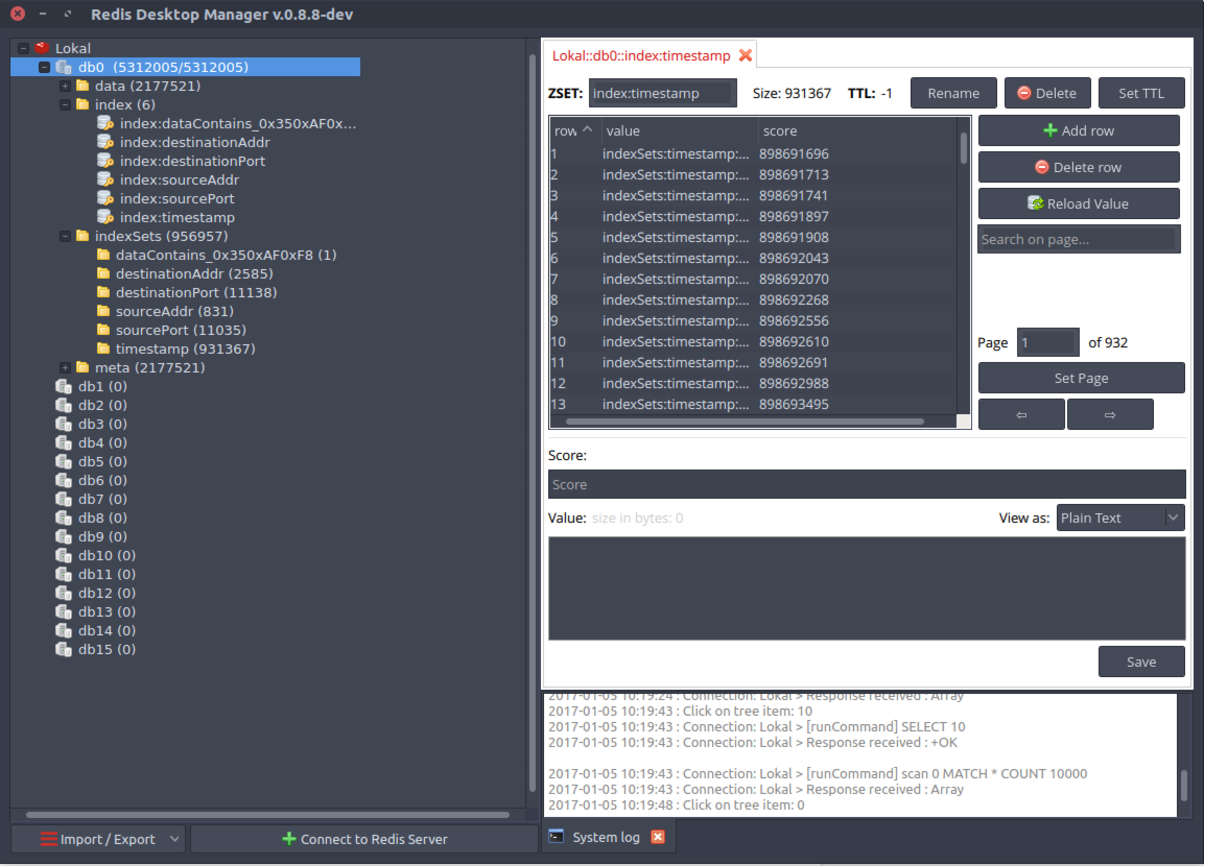 Redis Desktop Manager v.0.8.8-dev
Lokal
db0 (5312005/5312005)
data (2177521)
index (6)
index:dataContains_0x350xAF0x...
index:destinationAddr
index:destinationPort
index:sourceAddr
index:sourcePort
index:timestamp
indexSets (956957)
dataContains_0x350xAF0xF8 (1)
destinationAddr (2585)
destinationPort (11138)
sourceAddr (831)
sourcePort (11035)
timestamp (931367)
meta (2177521)
db1 (0)
db2 (0)
db3 (0)
db4 (0)
db5 (0)
db6 (0)
db7 (0)
db8 (0)
db9 (0)
db10 (0)
db11 (0)
db12 (0)
db13 (0)
db14 (0)
db15 (0)
Import / Export
Connect to Redis Server
Lokal::db0::index:timestamp
ZSET: index:timestamp Size: 931367 TTL: -1 Rename Delete Set TTL
row value score
1 indexSets:timestamp:... 898691696
2 indexSets:timestamp:... 898691713
3 indexSets:timestamp:... 898691741
4 indexSets:timestamp:... 898691897
5 indexSets:timestamp:... 898691908
6 indexSets:timestamp:... 898692043
7 indexSets:timestamp:... 898692070
8 indexSets:timestamp:... 898692268
9 indexSets:timestamp:... 898692556
10 indexSets:timestamp:... 898692610
11 indexSets:timestamp:... 898692691
12 indexSets:timestamp:... 898692988
13 indexSets:timestamp:... 898693495
Add row
Delete row
Reload Value
Search on page...
Page 1 of 932
Set Page
⇦ ⇨
Score:
Score
Value: size in bytes: 0 View as: Plain Text
Save
2017-01-05 10:19:24 : Connection: Lokal > Response received : Array
2017-01-05 10:19:43 : Click on tree item: 10
2017-01-05 10:19:43 : Connection: Lokal > [runCommand] SELECT 10
2017-01-05 10:19:43 : Connection: Lokal > Response received : +OK
2017-01-05 10:19:43 : Connection: Lokal > [runCommand] scan 0 MATCH * COUNT 10000
2017-01-05 10:19:43 : Connection: Lokal > Response received : Array
2017-01-05 10:19:48 : Click on tree item: 0
System log